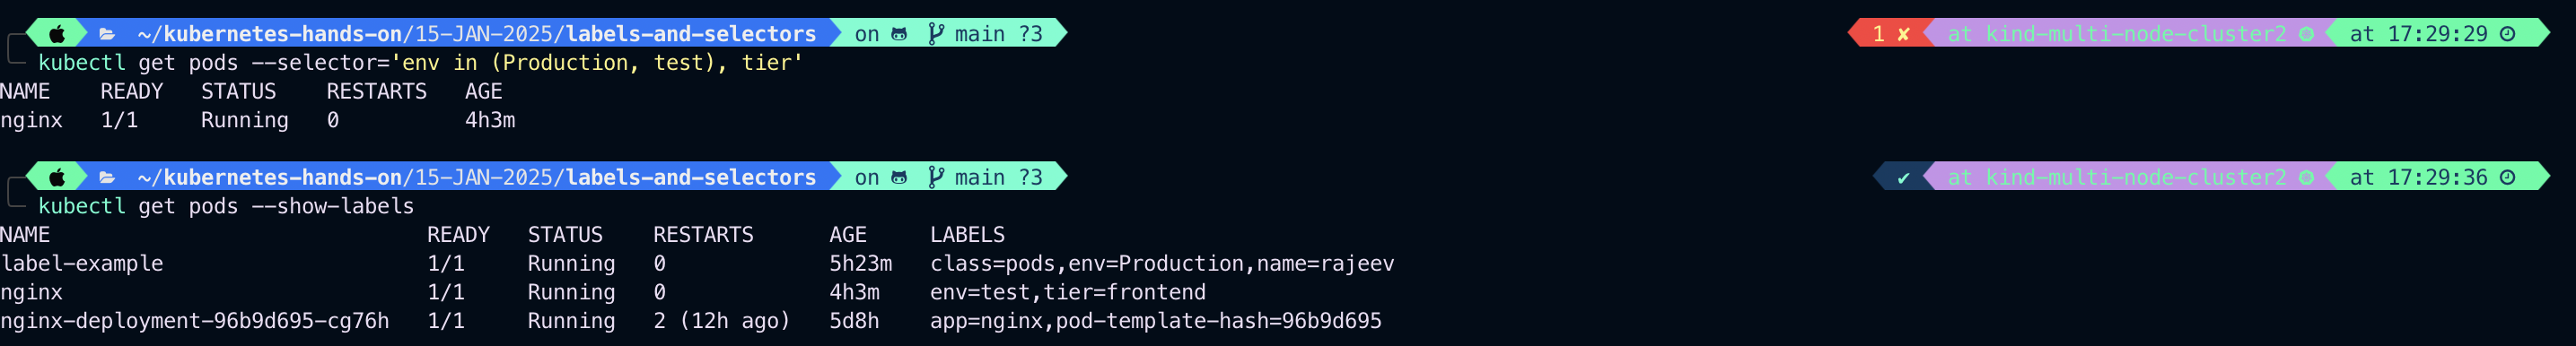 ~/kubernetes-hands-on/15-JAN-2025/labels-and-selectors on main ?3 1 ✘ at kind-multi-node-cluster2 at 17:29:29
kubectl get pods --selector='env in (Production, test), tier'
NAME READY STATUS RESTARTS AGE
nginx 1/1 Running 0 4h3m
~/kubernetes-hands-on/15-JAN-2025/labels-and-selectors on main ?3 ✔ at kind-multi-node-cluster2 at 17:29:36
kubectl get pods --show-labels
NAME READY STATUS RESTARTS AGE LABELS
label-example 1/1 Running 0 5h23m class=pods,env=Production,name=rajeev
nginx 1/1 Running 0 4h3m env=test,tier=frontend
nginx-deployment-96b9d695-cg76h 1/1 Running 2 (12h ago) 5d8h app=nginx,pod-template-hash=96b9d695